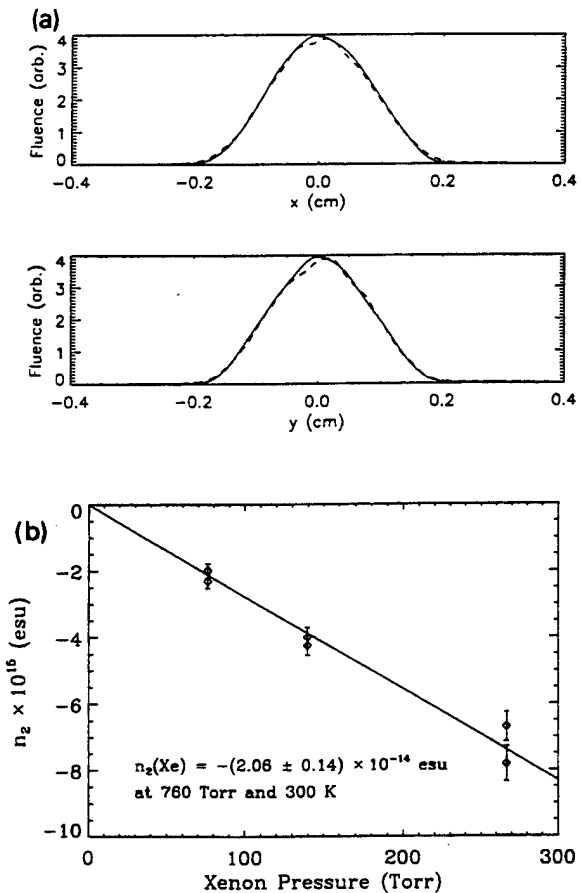 (a)
Fluence (arb.)
4
3
2
1
0
−0.4 −0.2 0.0 0.2 0.4
x (cm)
Fluence (arb.)
4
3
2
1
0
−0.4 −0.2 0.0 0.2 0.4
y (cm)
(b)
n₂ × 10¹⁵ (esu)
0
−2
−4
−6
−8
−10
n₂(Xe) = −(2.06 ± 0.14) × 10⁻¹⁴ esu
at 760 Torr and 300 K
0 100 200 300
Xenon Pressure (Torr)